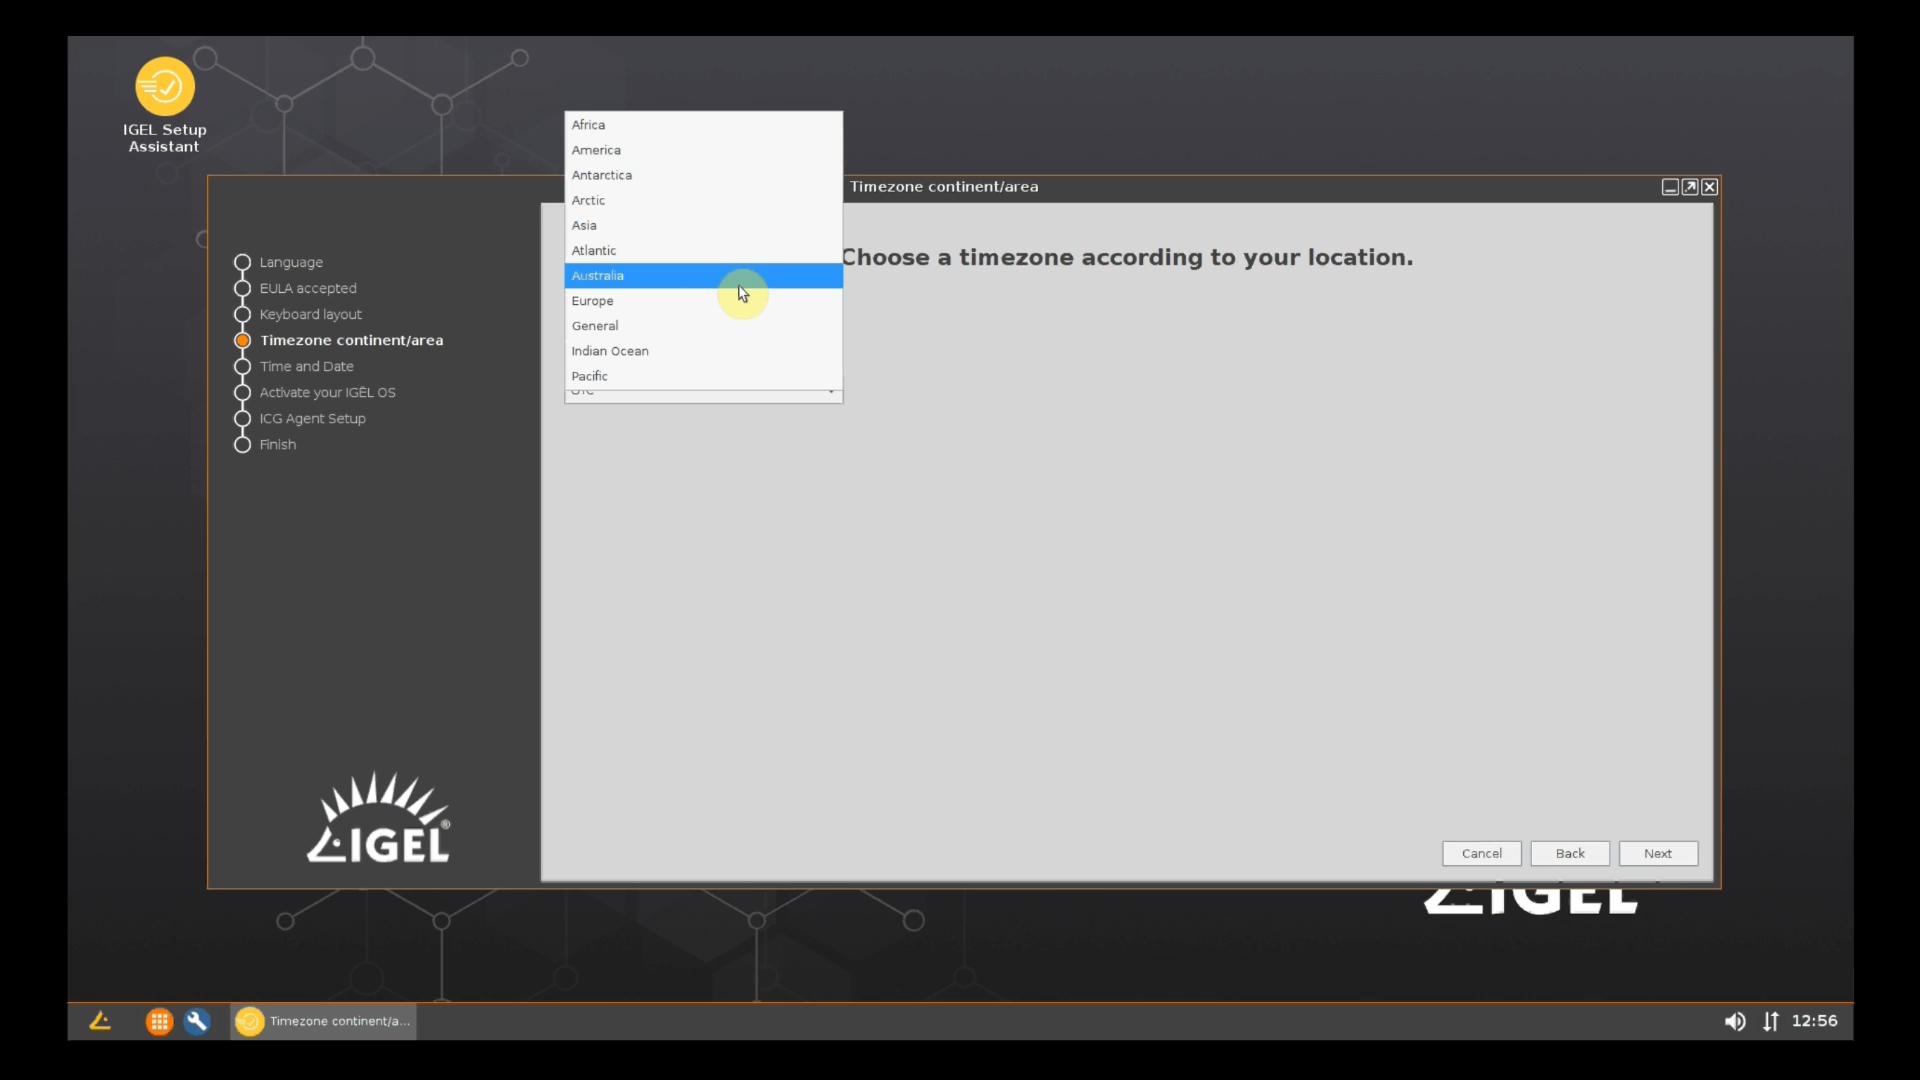 IGEL Setup
Assistant
Timezone continent/area
Language
EULA accepted
Keyboard layout
Timezone continent/area
Time and Date
Activate your IGEL OS
ICG Agent Setup
Finish
IGEL®
Africa
America
Antarctica
Arctic
Asia
Atlantic
Australia
Europe
General
Indian Ocean
Pacific
UTC
Choose a timezone according to your location.
Cancel
Back
Next
IGEL
Timezone continent/a...
12:56